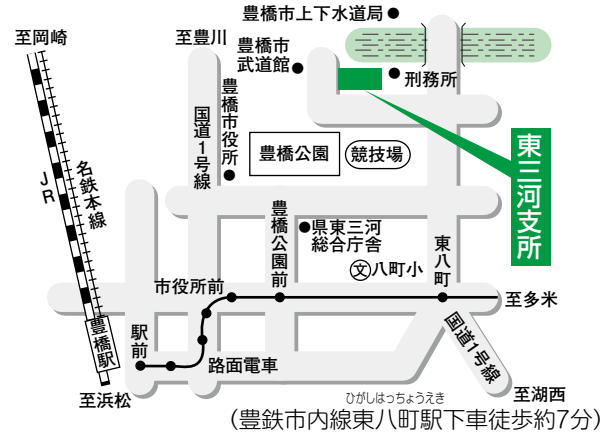 豊橋市上下水道局
至岡崎
至豊川
豊橋市
武道館
刑務所
国道1号線
豊橋市役所
豊橋公園
競技場
東三河支所
名鉄本線
JR
豊橋公園前
県東三河
総合庁舎
文八町小
東八町
市役所前
至多米
豊橋駅
駅前
路面電車
国道1号線
至浜松
至湖西
ひがしはっちょうえき
(豊鉄市内線東八町駅下車徒歩約7分)